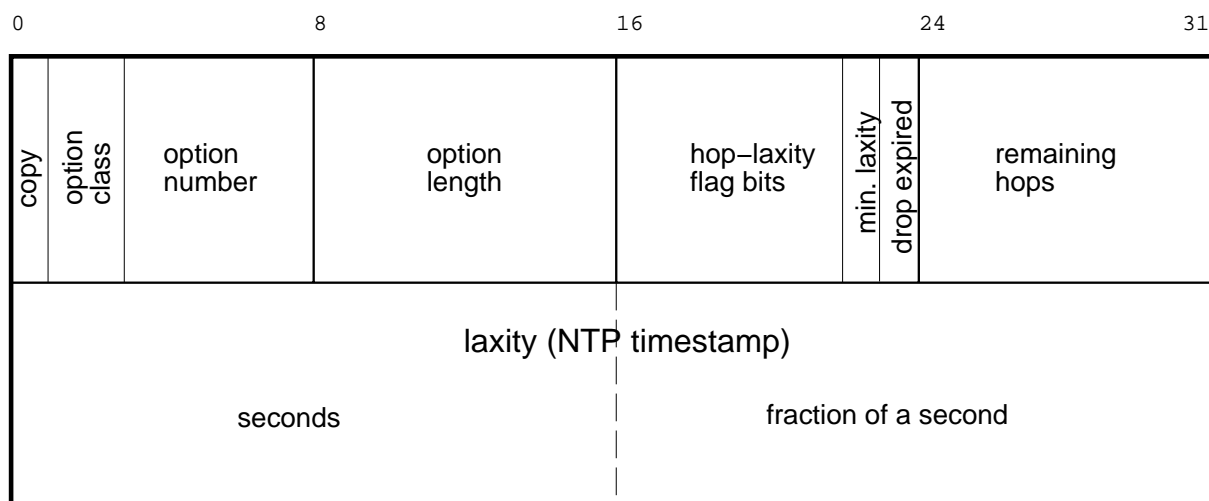 0 8 16 24 31
copy
option
class
option
number
option
length
hop−laxity
flag bits
min. laxity
drop expired
remaining
hops
laxity (NTP timestamp)
seconds
fraction of a second